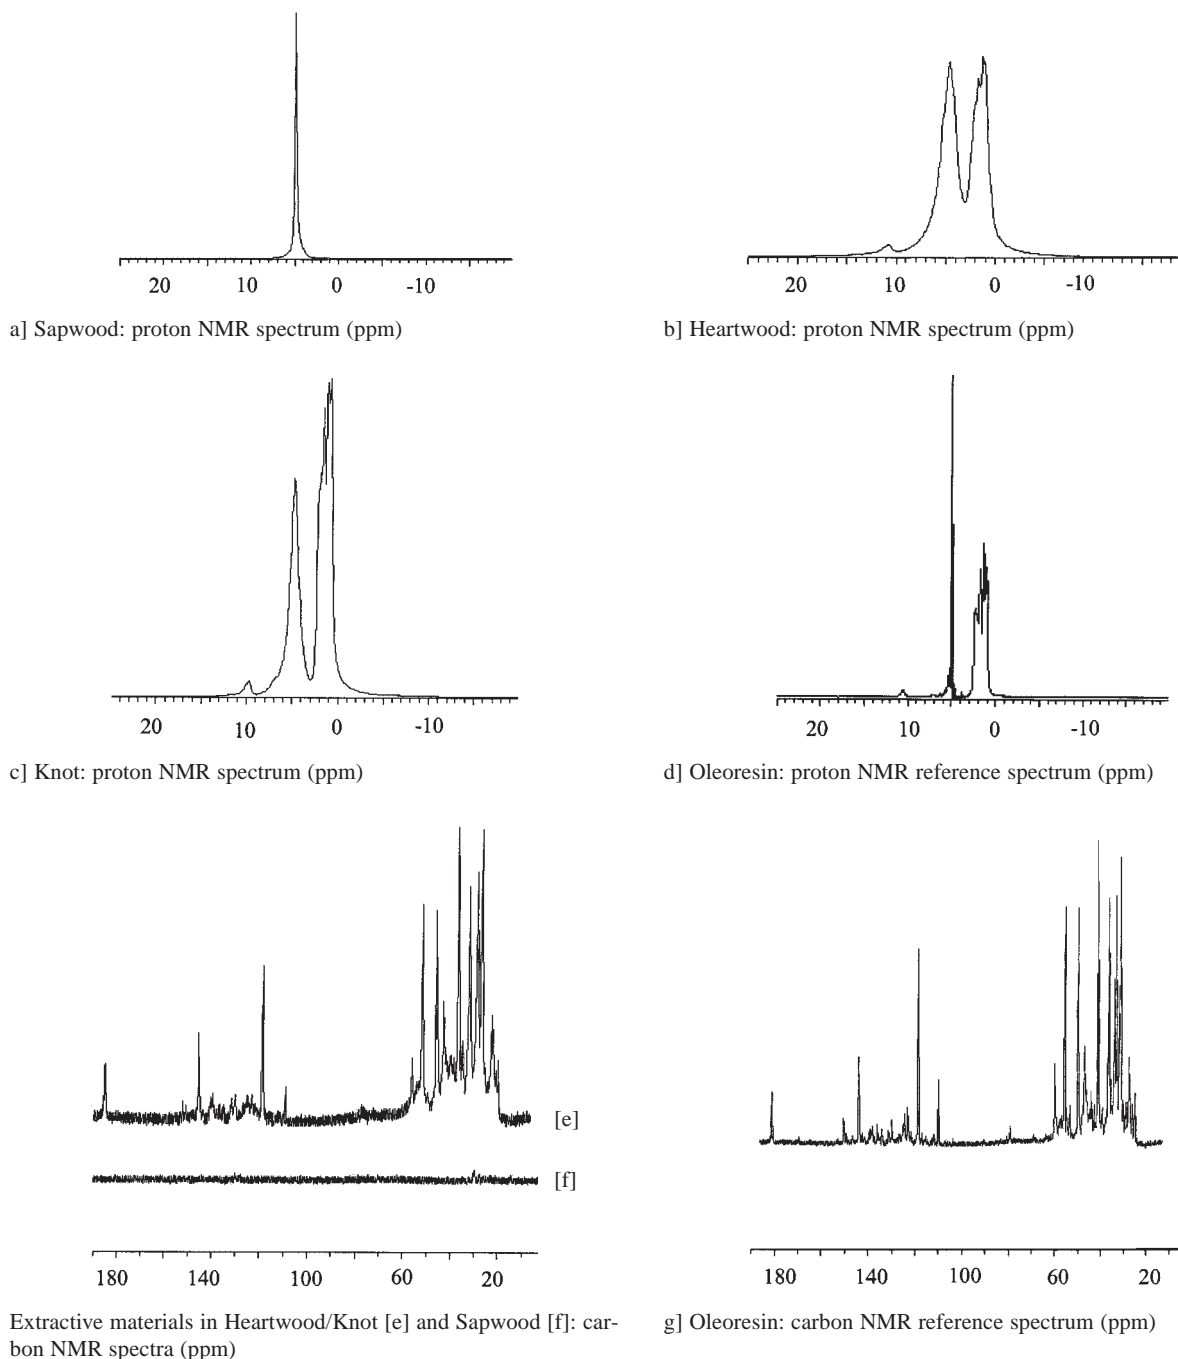 20 10 0 -10
a] Sapwood: proton NMR spectrum (ppm)
20 10 0 -10
b] Heartwood: proton NMR spectrum (ppm)
20 10 0 -10
c] Knot: proton NMR spectrum (ppm)
20 10 0 -10
d] Oleoresin: proton NMR reference spectrum (ppm)
[e]
[f]
180 140 100 60 20
Extractive materials in Heartwood/Knot [e] and Sapwood [f]: car-
bon NMR spectra (ppm)
180 140 100 60 20
g] Oleoresin: carbon NMR reference spectrum (ppm)